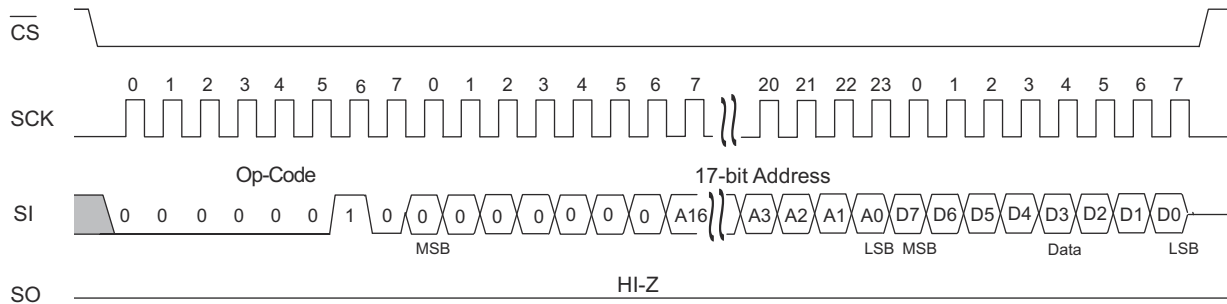 CS
0 1 2 3 4 5 6 7 0 1 2 3 4 5 6 7 20 21 22 23 0 1 2 3 4 5 6 7
SCK
Op-Code 17-bit Address
SI 0 0 0 0 0 0 1 0 0 0 0 0 0 0 0 A16 A3 A2 A1 A0 D7 D6 D5 D4 D3 D2 D1 D0
MSB LSB MSB Data LSB
HI-Z
SO